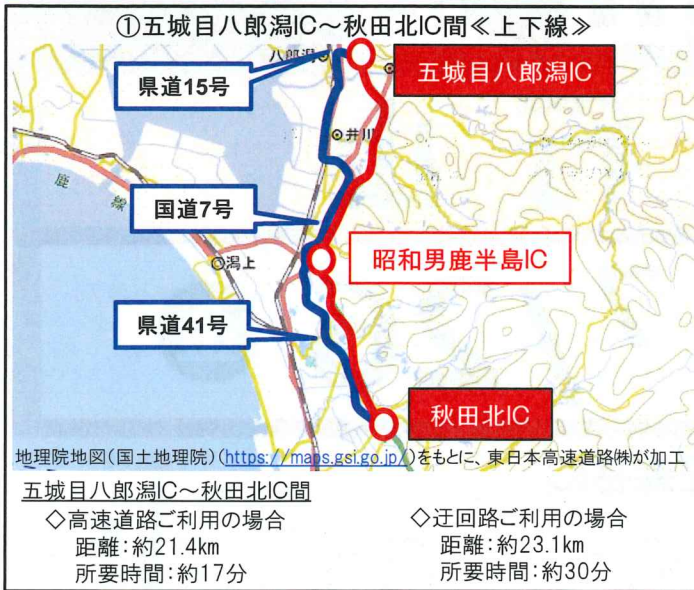 ①五城目八郎潟IC～秋田北IC間≪上下線≫
八郎潟
五城目八郎潟IC
県道15号
井川
国道7号
鹿
線
潟上
昭和男鹿半島IC
県道41号
秋田北IC
地理院地図(国土地理院)(https://maps.gsi.go.jp/)をもとに、東日本高速道路㈱が加工
五城目八郎潟IC～秋田北IC間
◇高速道路ご利用の場合
距離:約21.4km
所要時間:約17分
◇迂回路ご利用の場合
距離:約23.1km
所要時間:約30分